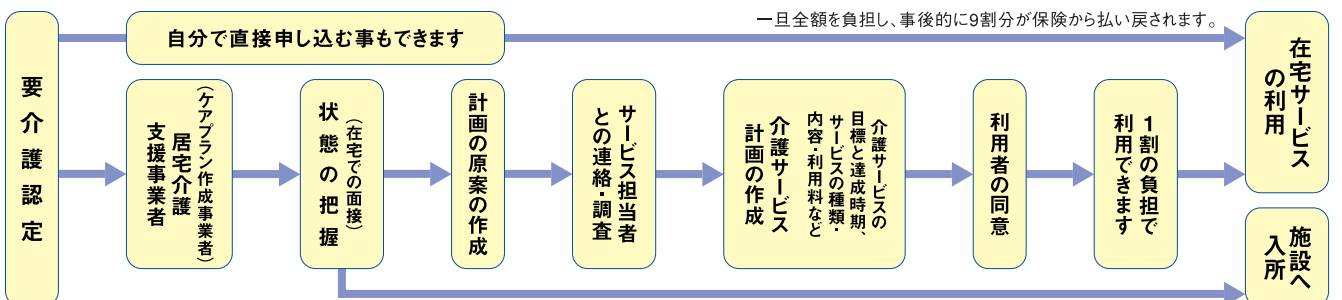 要介護認定
自分で直接申し込む事もできます
一旦全額を負担し、事後的に9割分が保険から払い戻されます。
(ケアプラン作成事業者)
居宅介護
支援事業者
(在宅での面接)
状態の把握
計画の原案の作成
サービス担当者
との連絡・調査
介護サービスの
目標と達成時期、
サービスの種類・
内容・利用料など
介護サービス
計画の作成
利用者の同意
1割の負担で
利用できます
在宅サービス
の利用
施設へ
入所